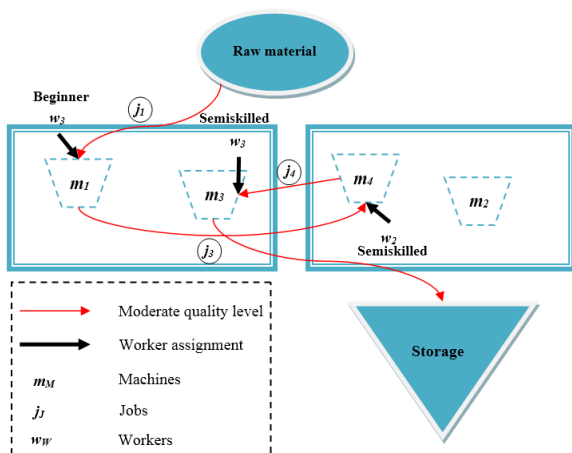 Raw material
Beginner
w3
j1
Semiskilled
w3
j4
m1
m3
m4
m2
w2
Semiskilled
j3
Moderate quality level
Worker assignment
mM Machines
jJ Jobs
wW Workers
Storage